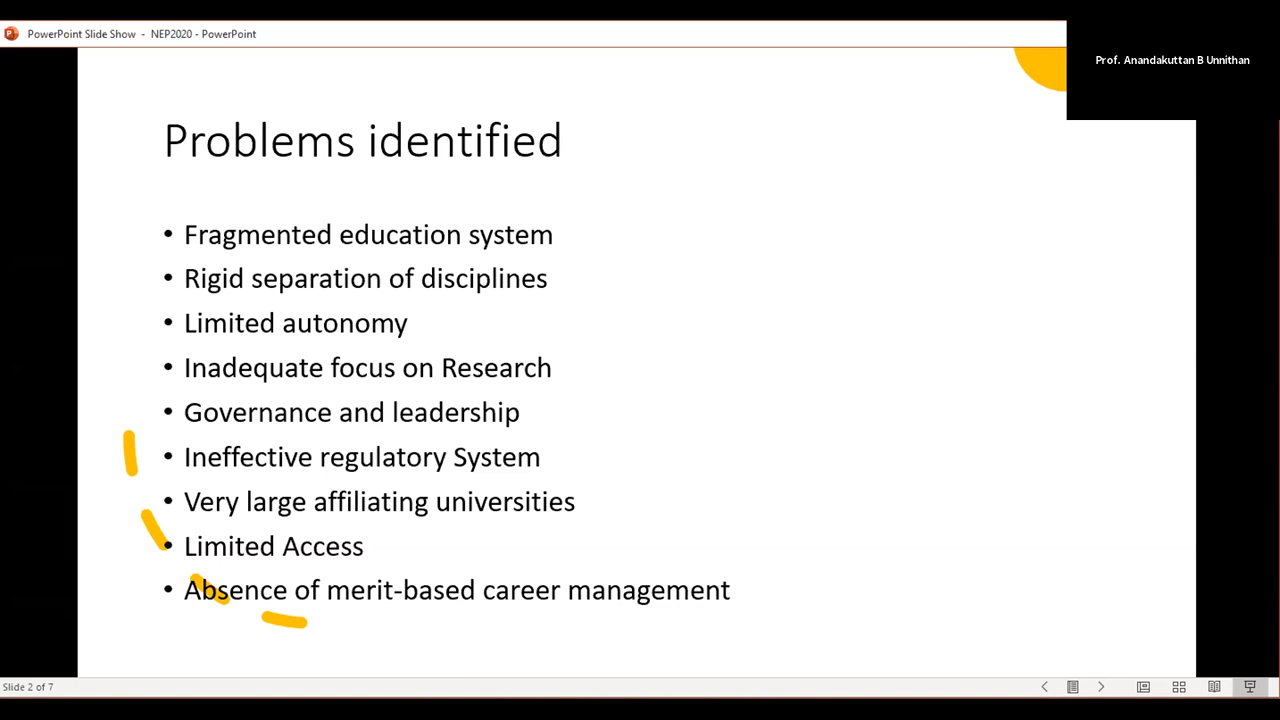 PowerPoint Slide Show - NEP2020 - PowerPoint
Prof. Anandakuttan B Unnithan
Problems identified
• Fragmented education system
• Rigid separation of disciplines
• Limited autonomy
• Inadequate focus on Research
• Governance and leadership
• Ineffective regulatory System
• Very large affiliating universities
• Limited Access
• Absence of merit-based career management
Slide 2 of 7